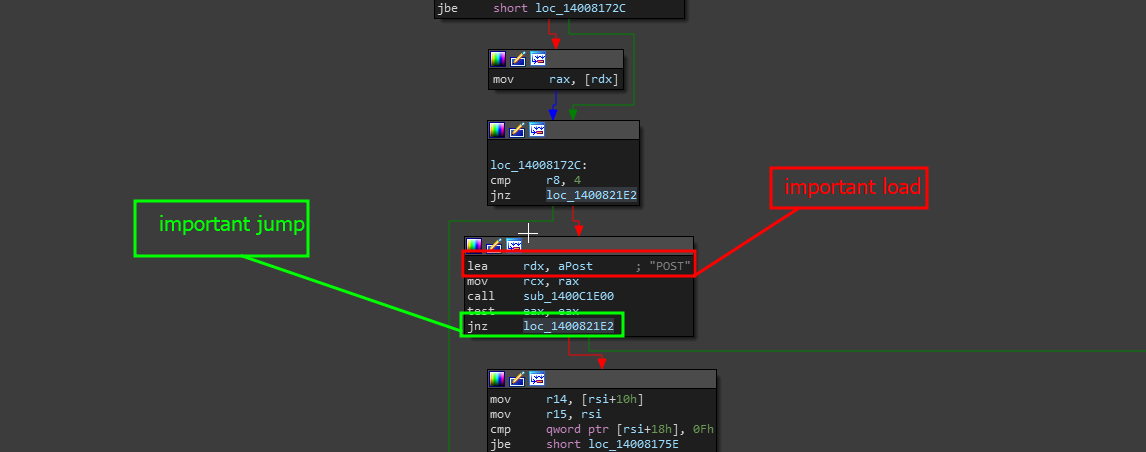 jbe short loc_14008172C
mov rax, [rdx]
loc_14008172C:
cmp r8, 4
jnz loc_1400821E2
important load
important jump
lea rdx, aPost ; "POST"
mov rcx, rax
call sub_1400C1E00
test eax, eax
jnz loc_1400821E2
mov r14, [rsi+10h]
mov r15, rsi
cmp qword ptr [rsi+18h], 0Fh
jbe short loc_14008175E